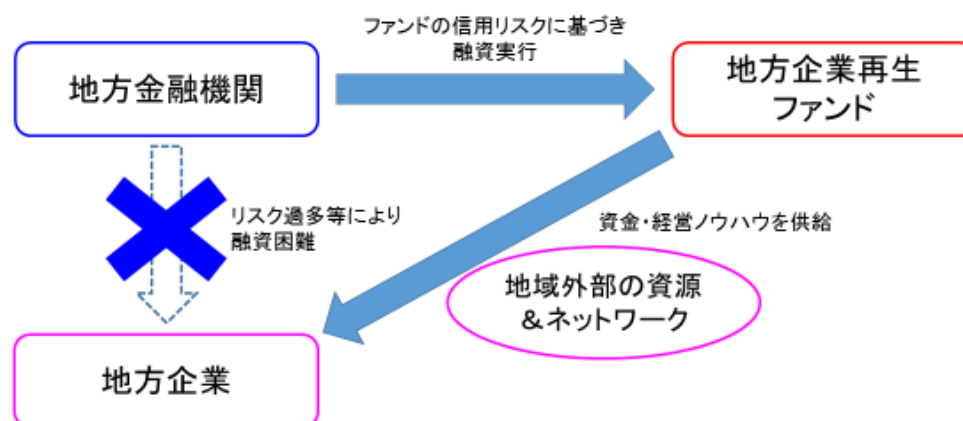 ファンドの信用リスクに基づき
融資実行
地方金融機関
地方企業再生
ファンド
リスク過多等により
融資困難
資金・経営ノウハウを供給
地域外部の資源
＆ネットワーク
地方企業